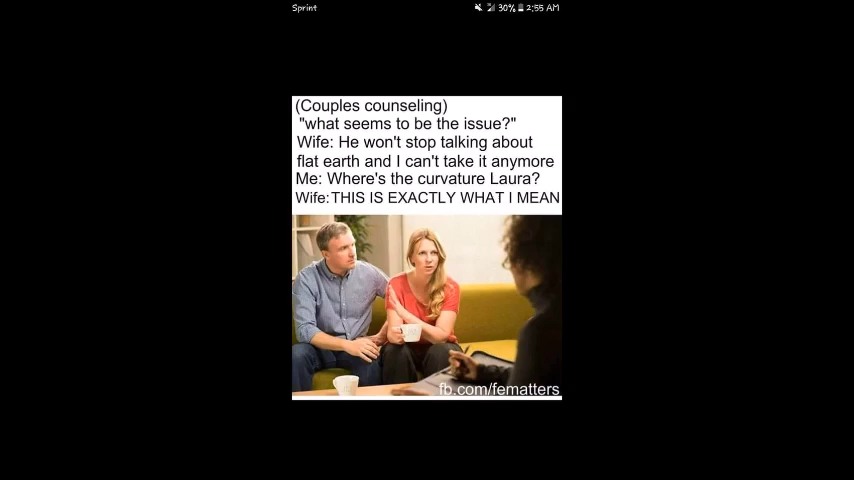 Sprint 30% 2:55 AM
(Couples counseling)
"what seems to be the issue?"
Wife: He won't stop talking about
flat earth and I can't take it anymore
Me: Where's the curvature Laura?
Wife: THIS IS EXACTLY WHAT I MEAN
fb.com/fematters